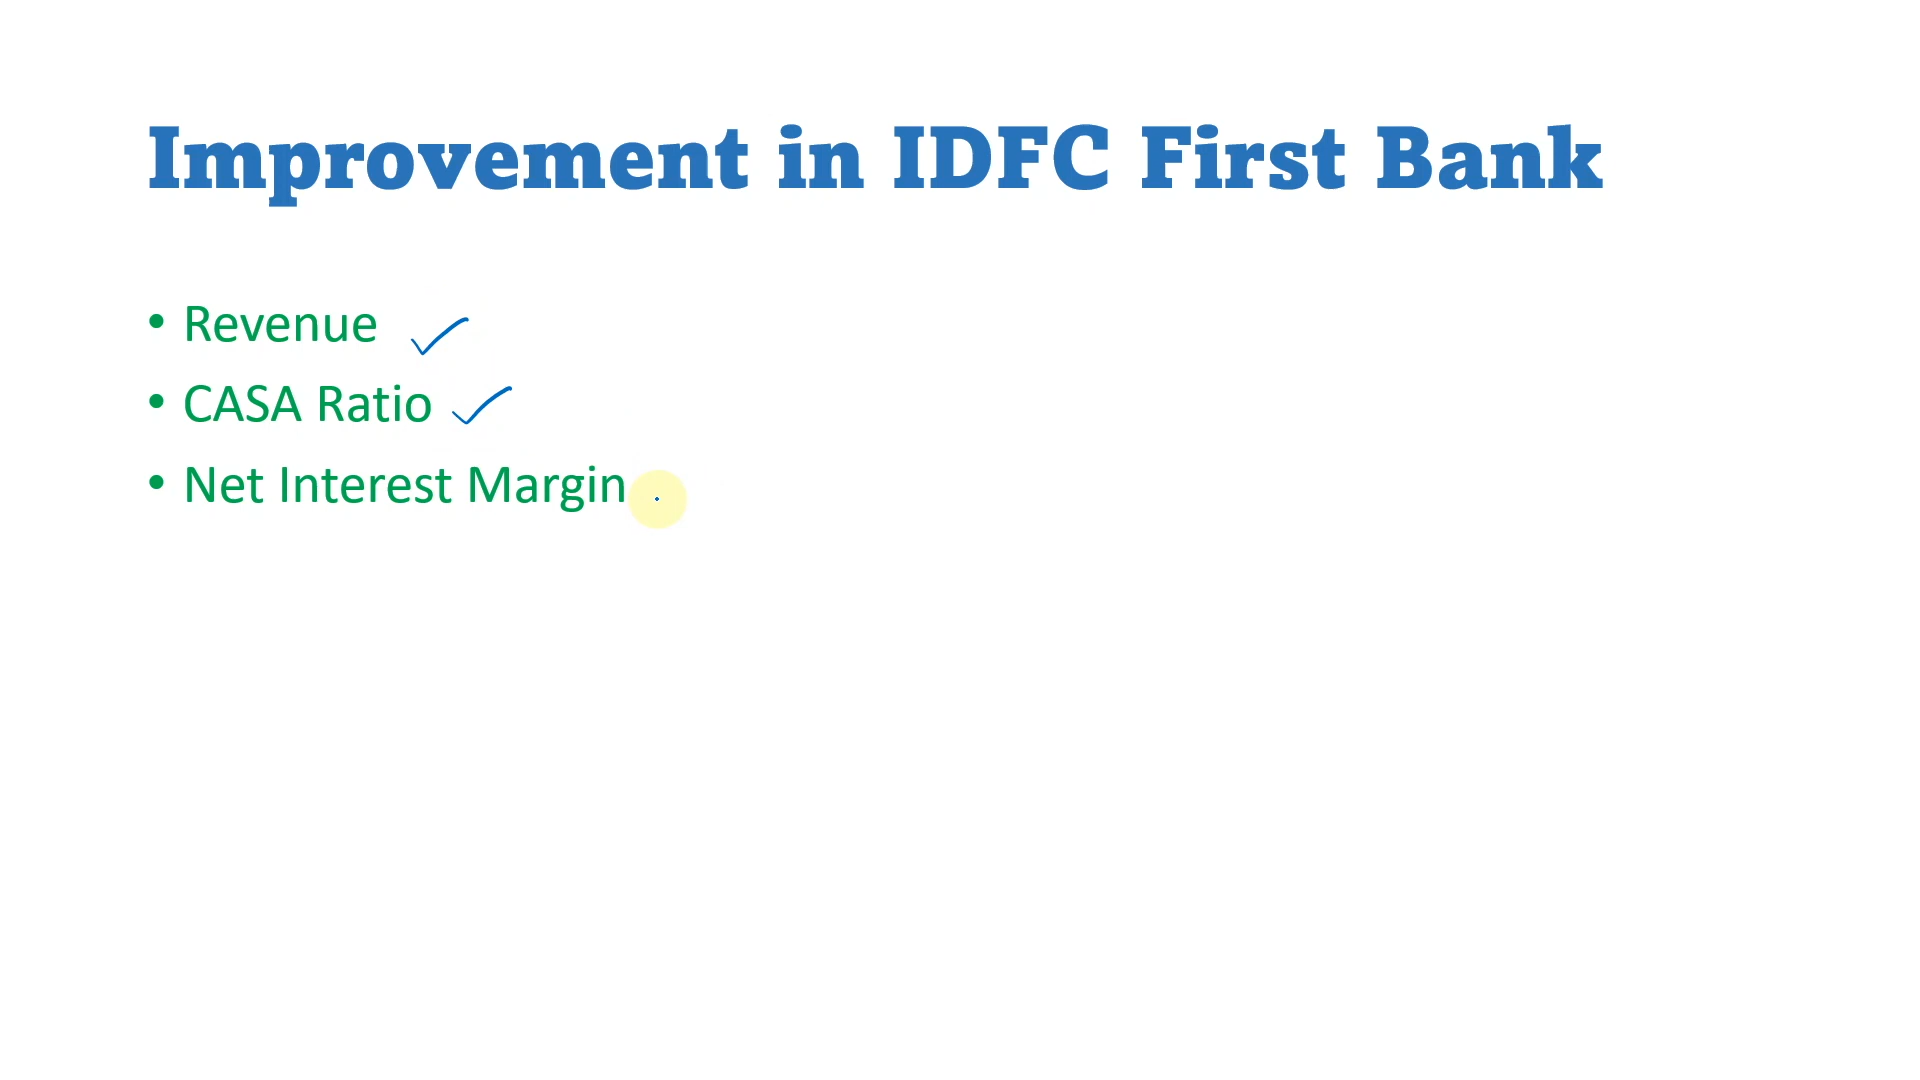 Improvement in IDFC First Bank
• Revenue
• CASA Ratio
• Net Interest Margin